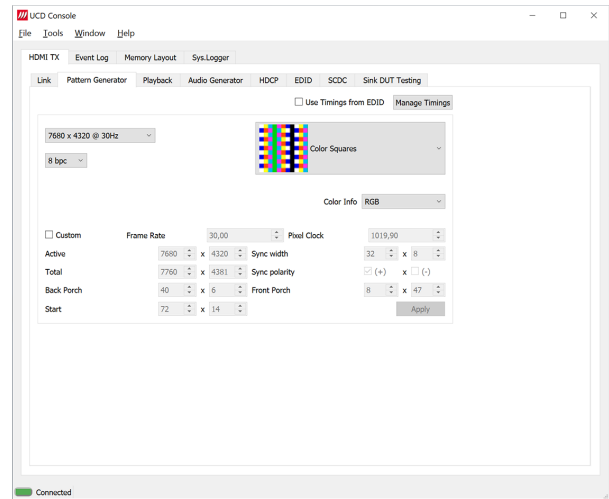 UCD Console
File Tools Window Help
HDMI TX Event Log Memory Layout Sys.Logger
Link Pattern Generator Playback Audio Generator HDCP EDID SCDC Sink DUT Testing
Use Timings from EDID Manage Timings
7680 x 4320 @ 30Hz
Color Squares
8 bpc
Color Info RGB
Custom Frame Rate 30,00 Pixel Clock 1019,90
Active 7680 x 4320 Sync width 32 x 8
Total 7760 x 4381 Sync polarity (+) x (-)
Back Porch 40 x 6 Front Porch 8 x 47
Start 72 x 14 Apply
Connected